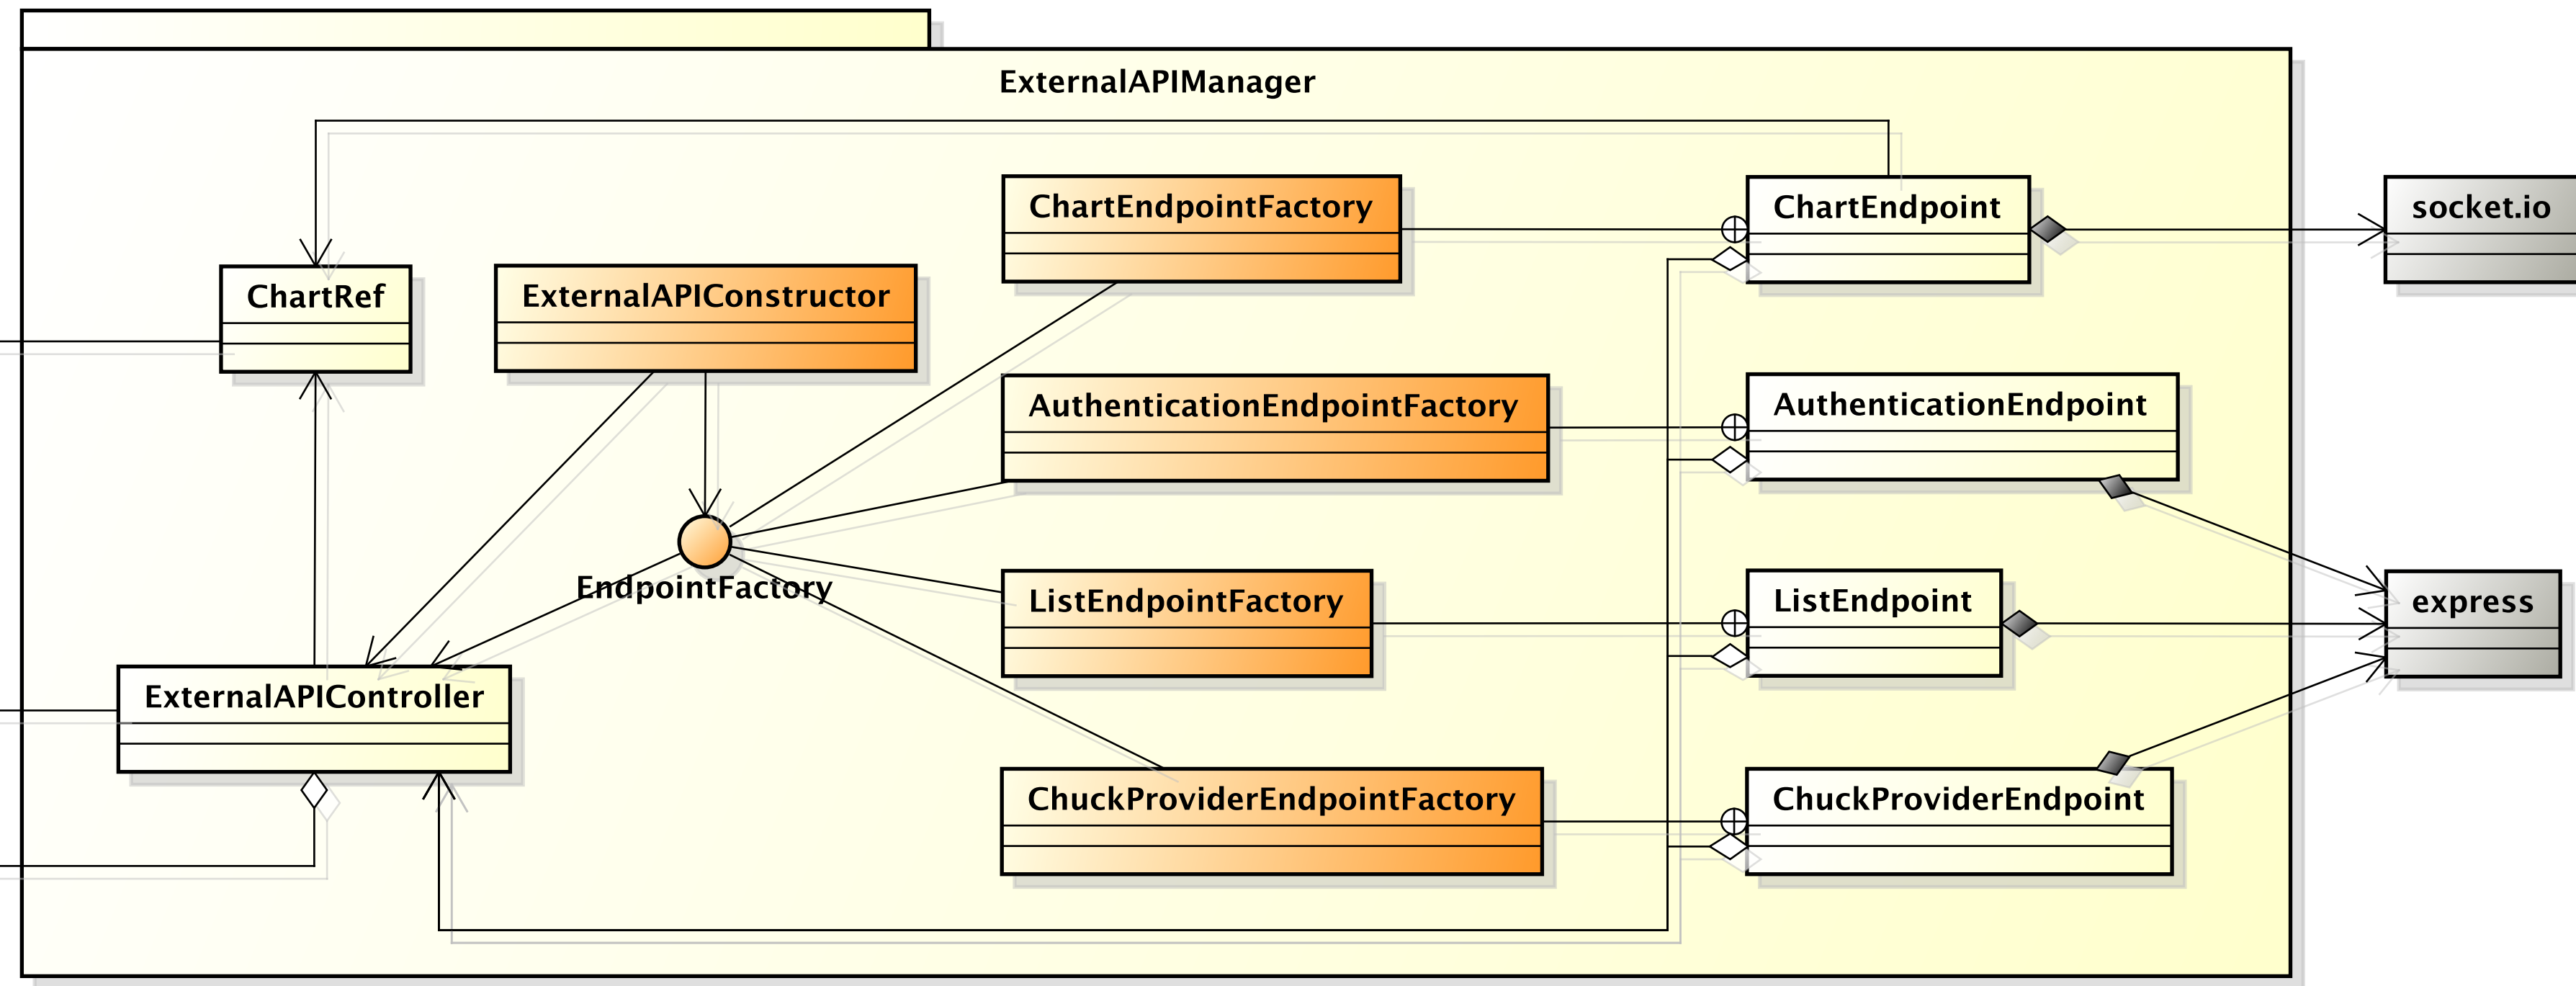 ExternalAPIManager
ChartEndpointFactory
ChartEndpoint
socket.io
ChartRef
ExternalAPIConstructor
AuthenticationEndpointFactory
AuthenticationEndpoint
EndpointFactory
ListEndpointFactory
ListEndpoint
express
ExternalAPIController
ChuckProviderEndpointFactory
ChuckProviderEndpoint